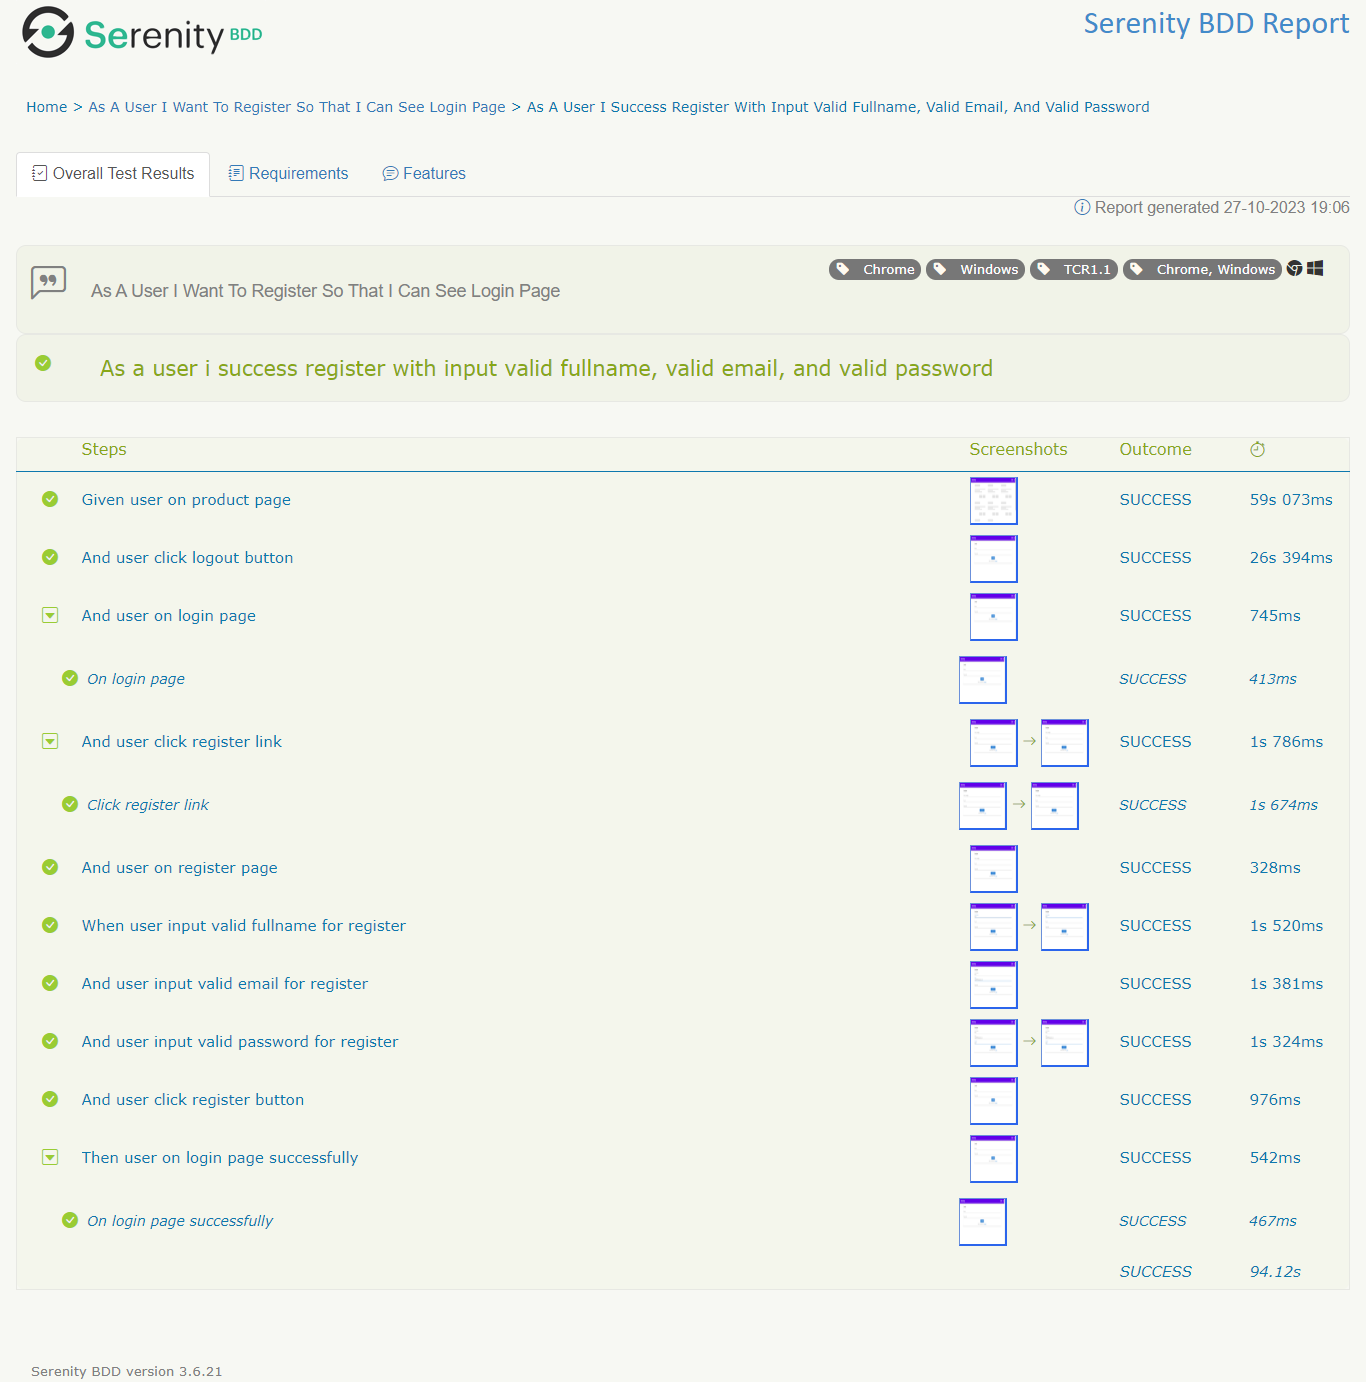 Serenity BDD
Serenity BDD Report
Home > As A User I Want To Register So That I Can See Login Page > As A User I Success Register With Input Valid Fullname, Valid Email, And Valid Password
Overall Test Results Requirements Features
Report generated 27-10-2023 19:06
Chrome Windows TCR1.1 Chrome, Windows
As A User I Want To Register So That I Can See Login Page
As a user i success register with input valid fullname, valid email, and valid password
Steps Screenshots Outcome
Given user on product page SUCCESS 59s 073ms
And user click logout button SUCCESS 26s 394ms
And user on login page SUCCESS 745ms
On login page SUCCESS 413ms
And user click register link SUCCESS 1s 786ms
Click register link SUCCESS 1s 674ms
And user on register page SUCCESS 328ms
When user input valid fullname for register SUCCESS 1s 520ms
And user input valid email for register SUCCESS 1s 381ms
And user input valid password for register SUCCESS 1s 324ms
And user click register button SUCCESS 976ms
Then user on login page successfully SUCCESS 542ms
On login page successfully SUCCESS 467ms
SUCCESS 94.12s
Serenity BDD version 3.6.21